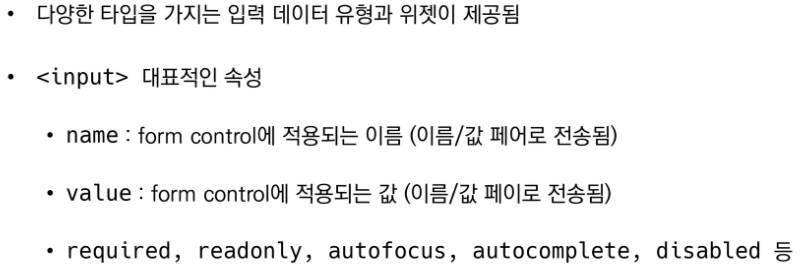 • 다양한 타입을 가지는 입력 데이터 유형과 위젯이 제공됨
• <input> 대표적인 속성
• name : form control에 적용되는 이름 (이름/값 페어로 전송됨)
• value : form control에 적용되는 값 (이름/값 페이로 전송됨)
• required, readonly, autofocus, autocomplete, disabled 등